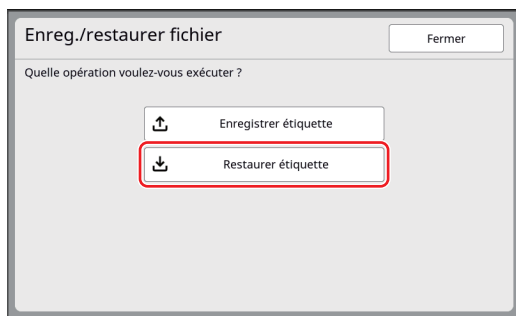 Enreg./restaurer fichier
Fermer
Quelle opération voulez-vous exécuter ?
Enregistrer étiquette
Restaurer étiquette